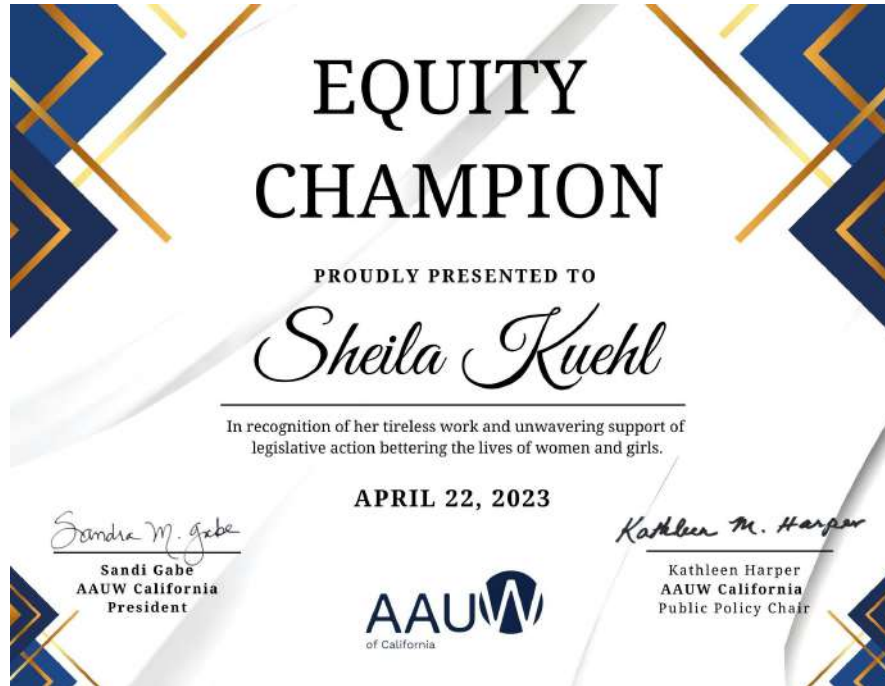 EQUITY
CHAMPION
PROUDLY PRESENTED TO
Sheila Kuehl
In recognition of her tireless work and unwavering support of
legislative action bettering the lives of women and girls.
APRIL 22, 2023
Sandra M. Gabe
Sandi Gabe
AAUW California
President
Kathleen M. Harper
Kathleen Harper
AAUW California
Public Policy Chair
AAUW
of California